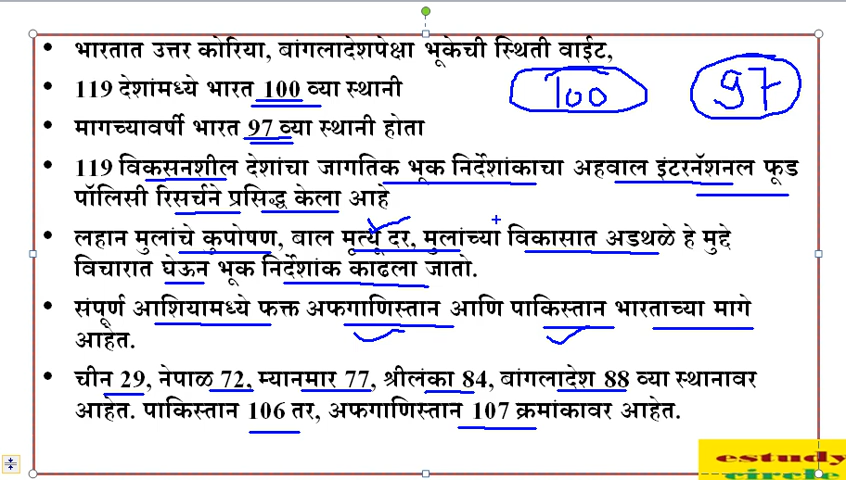 • भारतात उत्तर कोरिया, बांगलादेशपेक्षा भूकेची स्थिती वाईट,
• 119 देशांमध्ये भारत 100 व्या स्थानी
100
97
• मागच्यावर्षी भारत 97 व्या स्थानी होता
• 119 विकसनशील देशांचा जागतिक भूक निर्देशांकाचा अहवाल इंटरनॅशनल फूड
पॉलिसी रिसर्चने प्रसिद्ध केला आहे
• लहान मुलांचे कुपोपण, बाल मृत्यू दर, मुलांच्या विकासात अडथळे हे मुद्दे
विचारात घेऊन भूक निर्देशांक काढला जातो.
• संपूर्ण आशियामध्ये फक्त अफगाणिस्तान आणि पाकिस्तान भारताच्या मागे
आहेत.
• चीन 29, नेपाळ 72, म्यानमार 77, श्रीलंका 84, बांगलादेश 88 व्या स्थानावर
आहेत. पाकिस्तान 106 तर, अफगाणिस्तान 107 क्रमांकावर आहेत.
estudy
circle